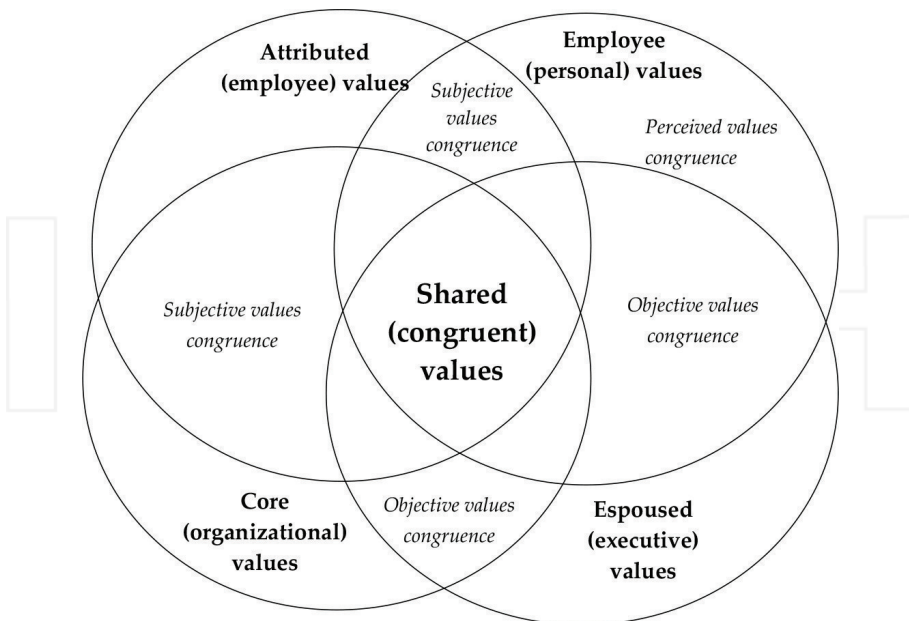 Attributed
(employee) values
Employee
(personal) values
Subjective
values
congruence
Perceived values
congruence
Subjective values
congruence
Shared
(congruent)
values
Objective values
congruence
Core
(organizational)
values
Objective values
congruence
Espoused
(executive)
values